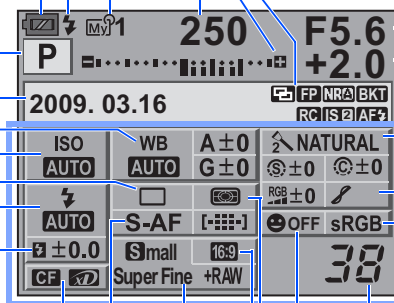 My 1 250 F5.6
P +2.0
2009. 03.16 FP NR BKT
RC IS 2 AF
ISO WB A±0 NATURAL
AUTO AUTO G±0 S±0 C±0
AUTO RGB±0
S-AF OFF sRGB
±0.0 Small 16:9 38
CF xD Super Fine +RAW